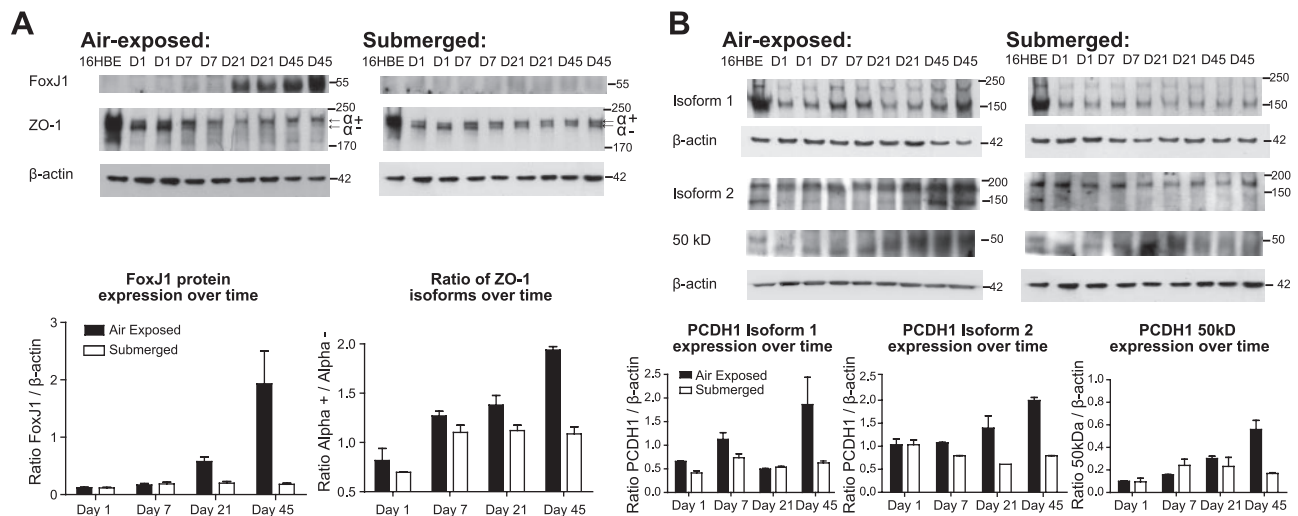 A
Air-exposed:
16HBE D1 D1 D7 D7 D21 D21 D45 D45
FoxJ1
55
ZO-1
250
α+
α-
170
β-actin
42
Submerged:
16HBE D1 D1 D7 D7 D21 D21 D45 D45
55
250
α+
α-
170
42
FoxJ1 protein
expression over time
Ratio FoxJ1 / β-actin
3
2
1
0
Air Exposed
Submerged
Day 1 Day 7 Day 21 Day 45
Ratio of ZO-1
isoforms over time
Ratio Alpha + / Alpha -
2.0
1.5
1.0
0.5
Day 1 Day 7 Day 21 Day 45
B
Air-exposed:
16HBE D1 D1 D7 D7 D21 D21 D45 D45
Isoform 1
250
150
β-actin
42
Isoform 2
200
150
50 kD
50
β-actin
42
Submerged:
16HBE D1 D1 D7 D7 D21 D21 D45 D45
250
150
42
200
150
50
42
PCDH1 Isoform 1
expression over time
Ratio PCDH1 / β-actin
2.5
2.0
1.5
1.0
0.5
0.0
Air Exposed
Submerged
Day 1 Day 7 Day 21 Day 45
PCDH1 Isoform 2
expression over time
Ratio PCDH1 / β-actin
2.5
2.0
1.5
1.0
0.5
0.0
Day 1 Day 7 Day 21 Day 45
PCDH1 50kD
expression over time
Ratio 50kDa / β-actin
1.0
0.8
0.6
0.4
0.2
0.0
Day 1 Day 7 Day 21 Day 45